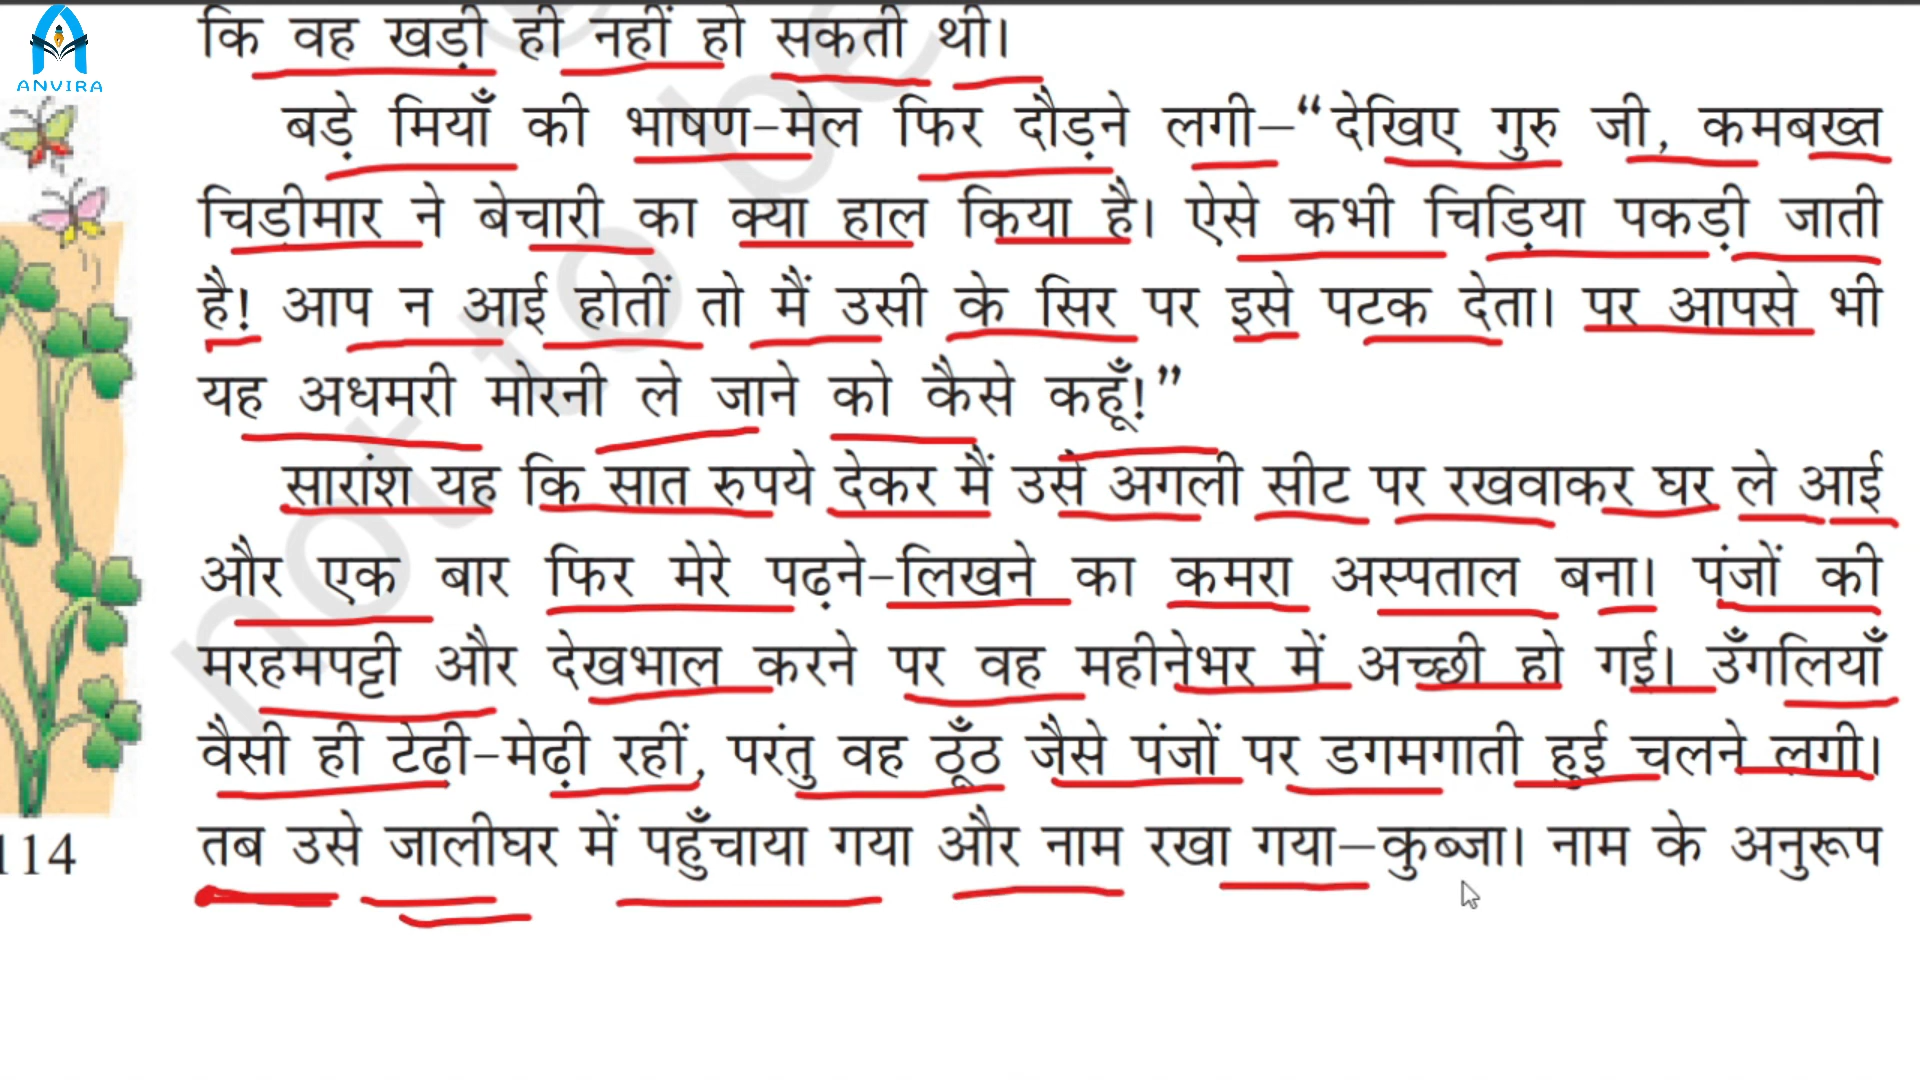 ANVIRA
कि वह खड़ी ही नहीं हो सकती थी।
बड़े मियाँ की भाषण-मेल फिर दौड़ने लगी—“देखिए गुरु जी, कमबख्त
चिड़ीमार ने बेचारी का क्या हाल किया है। ऐसे कभी चिड़िया पकड़ी जाती
है! आप न आई होतीं तो मैं उसी के सिर पर इसे पटक देता। पर आपसे भी
यह अधमरी मोरनी ले जाने को कैसे कहूँ!”
सारांश यह कि सात रुपये देकर मैं उसे अगली सीट पर रखवाकर घर ले आई
और एक बार फिर मेरे पढ़ने-लिखने का कमरा अस्पताल बना। पंजों की
मरहमपट्टी और देखभाल करने पर वह महीनेभर में अच्छी हो गई। उँगलियाँ
वैसी ही टेढ़ी-मेढ़ी रहीं, परंतु वह ठूँठ जैसे पंजों पर डगमगाती हुई चलने लगी।
तब उसे जालीघर में पहुँचाया गया और नाम रखा गया—कुब्जा। नाम के अनुरूप
114
not to be